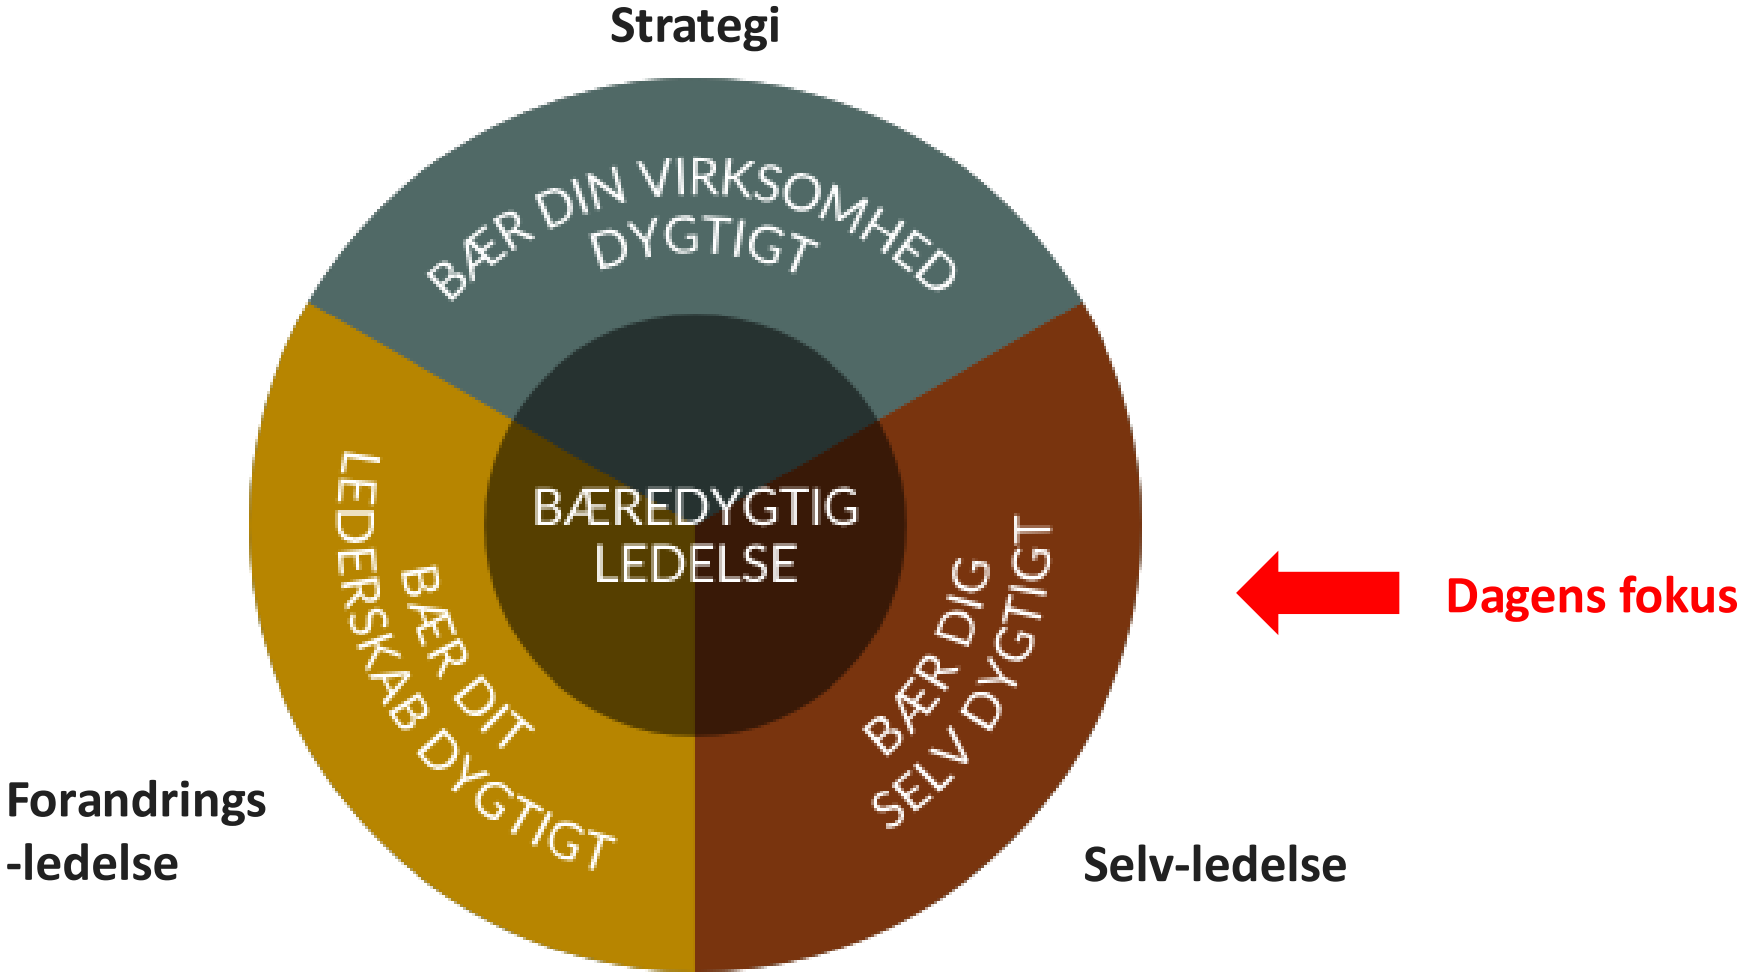 Strategi
BÆR DIN VIRKSOMHED
DYGTIGT
BÆREDYGTIG
LEDELSE
BÆR DIT
LEDERSKAB DYGTIGT
BÆR DIG
SELV DYGTIGT
Dagens fokus
Forandrings
-ledelse
Selv-ledelse